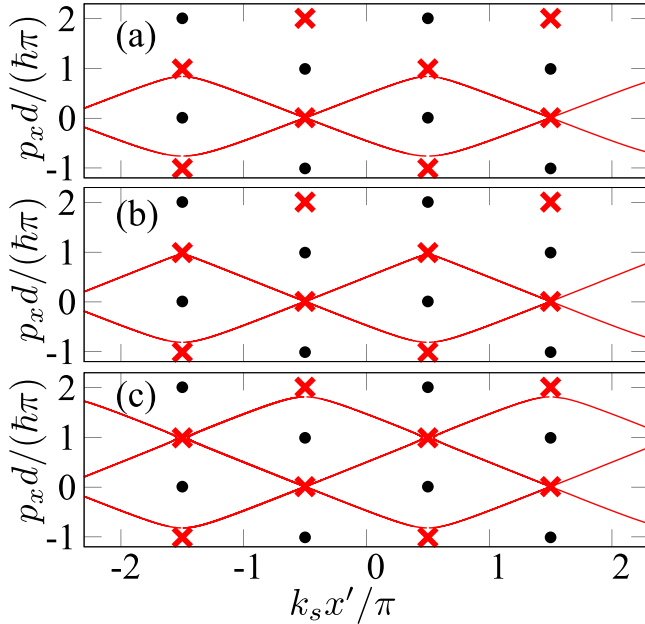 (a)
2
1
0
-1
p_x d/(ħπ)
(b)
2
1
0
-1
p_x d/(ħπ)
(c)
2
1
0
-1
p_x d/(ħπ)
-2 -1 0 1 2
k_s x′/π